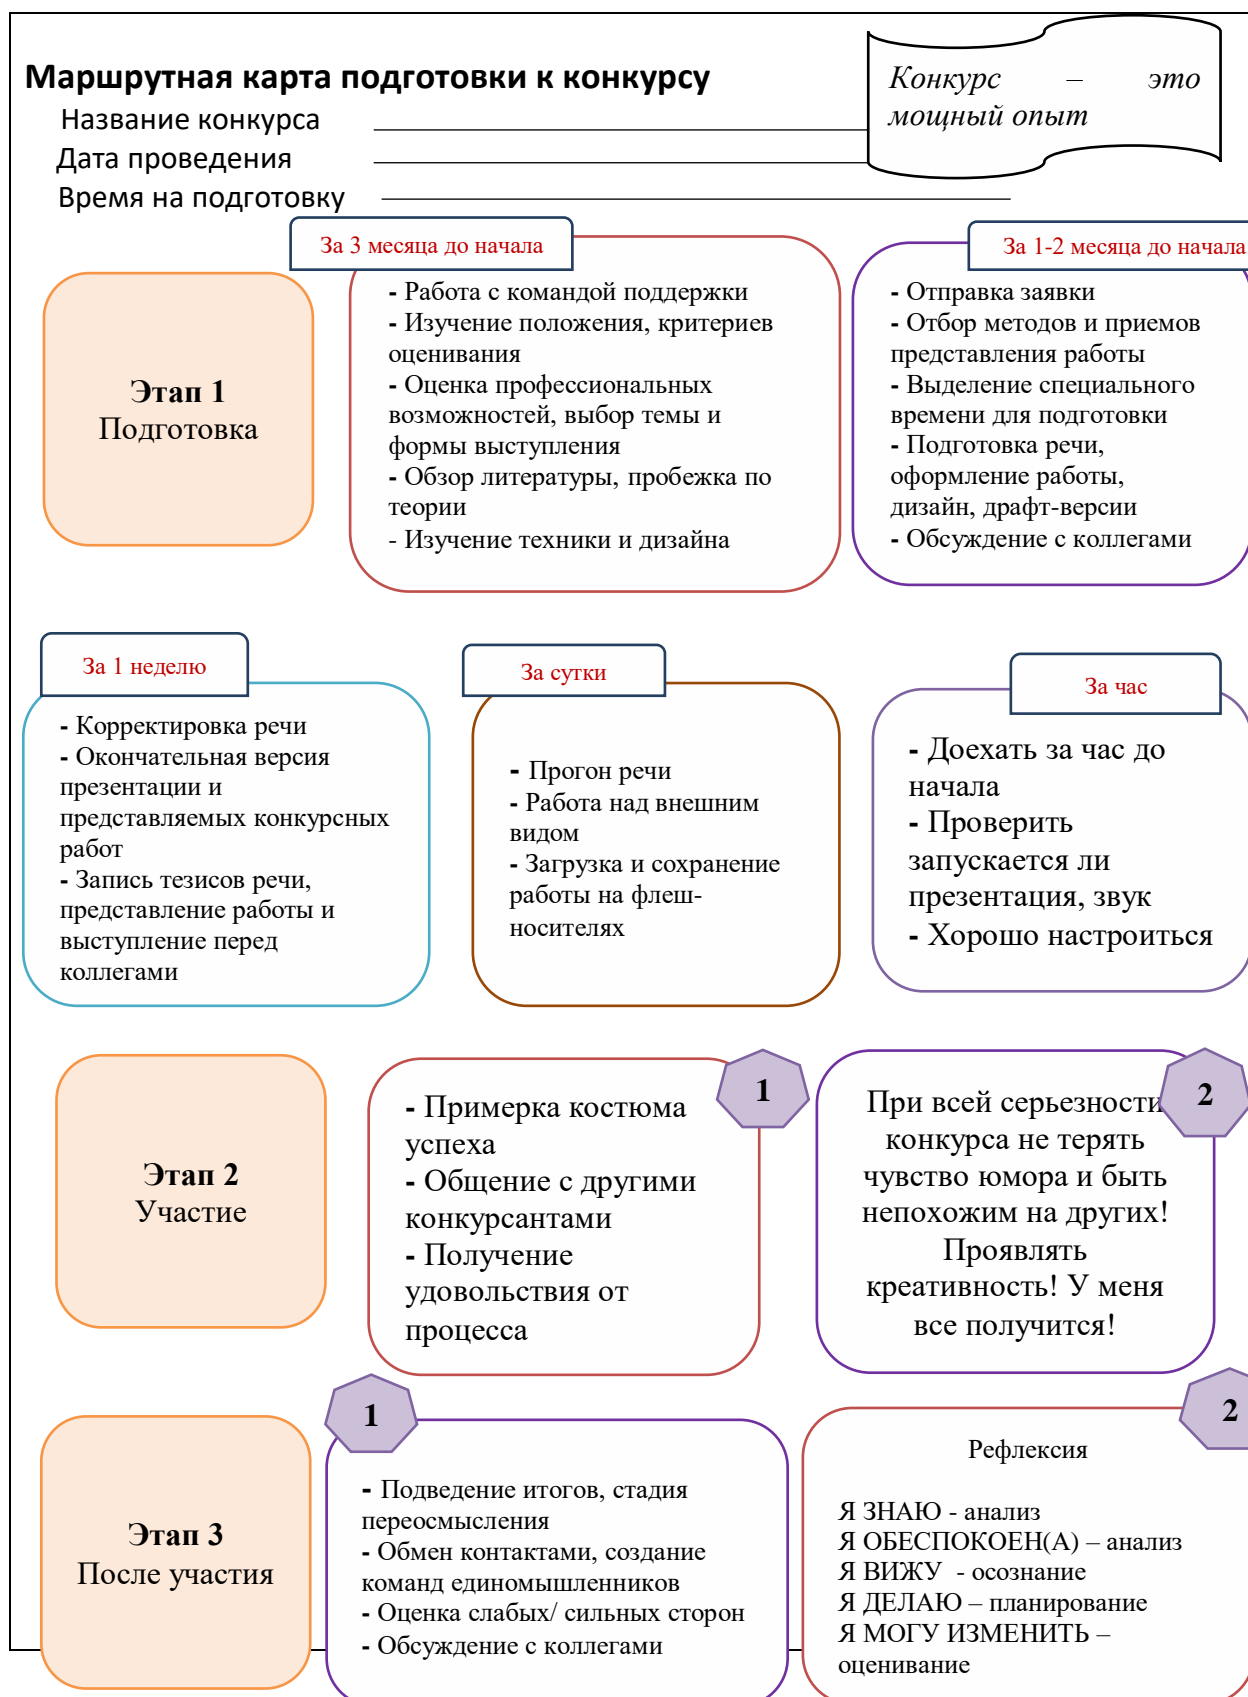 Маршрутная карта подготовки к конкурсу
Конкурс – это
мощный опыт
Название конкурса
Дата проведения
Время на подготовку
За 3 месяца до начала
За 1-2 месяца до начала
Этап 1
Подготовка
- Работа с командой поддержки
- Изучение положения, критериев
оценивания
- Оценка профессиональных
возможностей, выбор темы и
формы выступления
- Обзор литературы, пробежка по
теории
- Изучение техники и дизайна
- Отправка заявки
- Отбор методов и приемов
представления работы
- Выделение специального
времени для подготовки
- Подготовка речи,
оформление работы,
дизайн, драфт-версии
- Обсуждение с коллегами
За 1 неделю
- Корректировка речи
- Окончательная версия
презентации и
представляемых конкурсных
работ
- Запись тезисов речи,
представление работы и
выступление перед
коллегами
За сутки
- Прогон речи
- Работа над внешним
видом
- Загрузка и сохранение
работы на флеш-
носителях
За час
- Доехать за час до
начала
- Проверить
запускается ли
презентация, звук
- Хорошо настроиться
Этап 2
Участие
1
- Примерка костюма
успеха
- Общение с другими
конкурсантами
- Получение
удовольствия от
процесса
2
При всей серьезности
конкурса не терять
чувство юмора и быть
непохожим на других!
Проявлять
креативность! У меня
все получится!
Этап 3
После участия
1
- Подведение итогов, стадия
переосмысления
- Обмен контактами, создание
команд единомышленников
- Оценка слабых/ сильных сторон
- Обсуждение с коллегами
2
Рефлексия
Я ЗНАЮ - анализ
Я ОБЕСПОКОЕН(А) – анализ
Я ВИЖУ - осознание
Я ДЕЛАЮ – планирование
Я МОГУ ИЗМЕНИТЬ –
оценивание